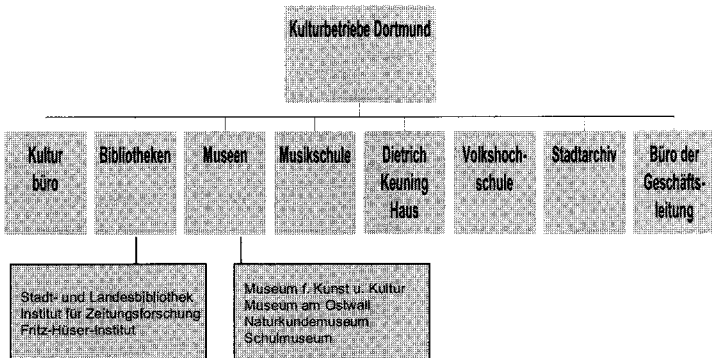 Kulturbetriebe Dortmund
Kultur
büro
Bibliotheken
Museen
Musikschule
Dietrich
Keuning
Haus
Volkshoch-
schule
Stadtarchiv
Büro der
Geschäfts-
leitung
Stadt- und Landesbibliothek
Institut für Zeitungsforschung
Fritz-Hüser-Institut
Museum f. Kunst u. Kultur
Museum am Ostwall
Naturkundemuseum
Schulmuseum